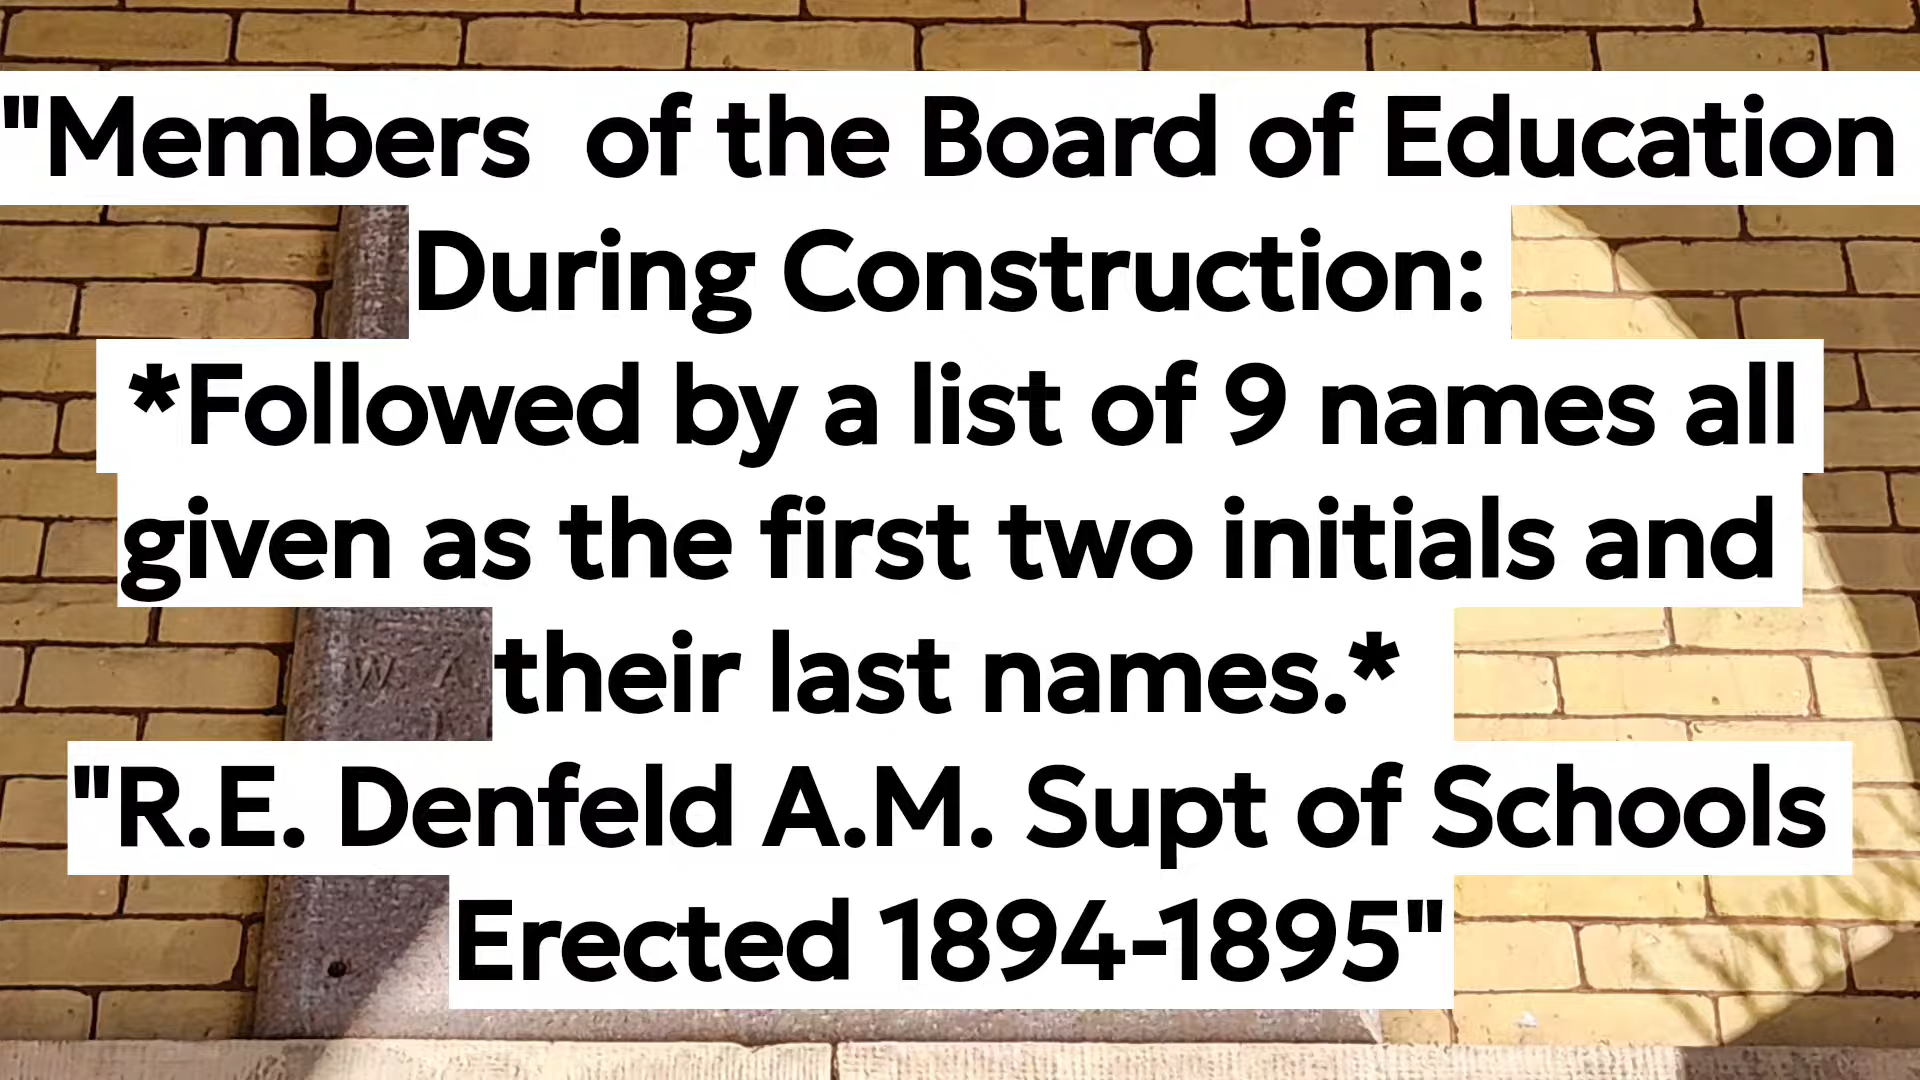 "Members of the Board of Education
During Construction:
*Followed by a list of 9 names all
given as the first two initials and
their last names.*
W. A.
"R.E. Denfeld A.M. Supt of Schools
Erected 1894-1895"